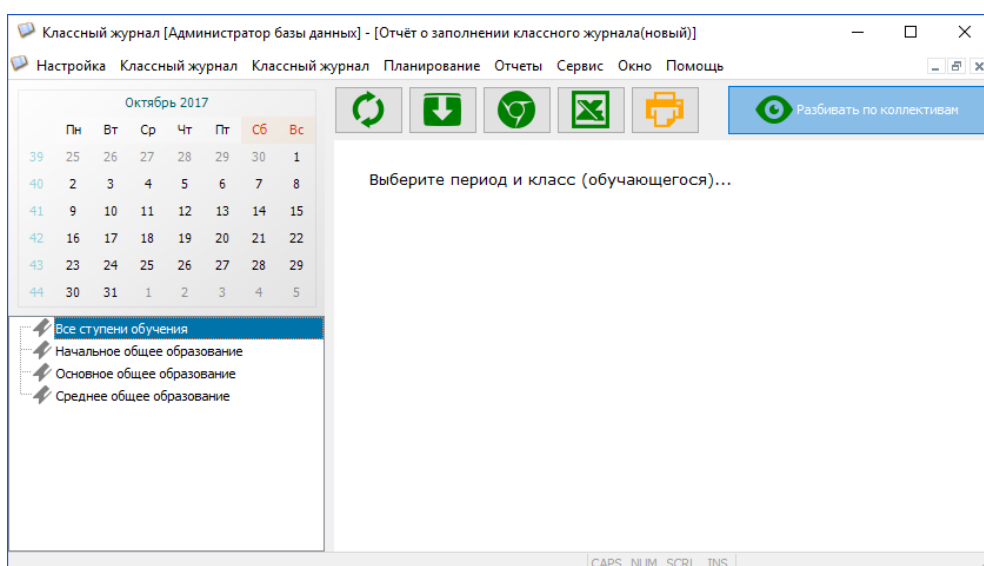 Классный журнал [Администратор базы данных] - [Отчёт о заполнении классного журнала(новый)]
Настройка Классный журнал Классный журнал Планирование Отчеты Сервис Окно Помощь
Октябрь 2017
Пн Вт Ср Чт Пт Сб Вс
39 25 26 27 28 29 30 1
40 2 3 4 5 6 7 8
41 9 10 11 12 13 14 15
42 16 17 18 19 20 21 22
43 23 24 25 26 27 28 29
44 30 31 1 2 3 4 5
Все ступени обучения
Начальное общее образование
Основное общее образование
Среднее общее образование
Разбивать по коллективам
Выберите период и класс (обучающегося)...
CAPS NUM SCRL INS